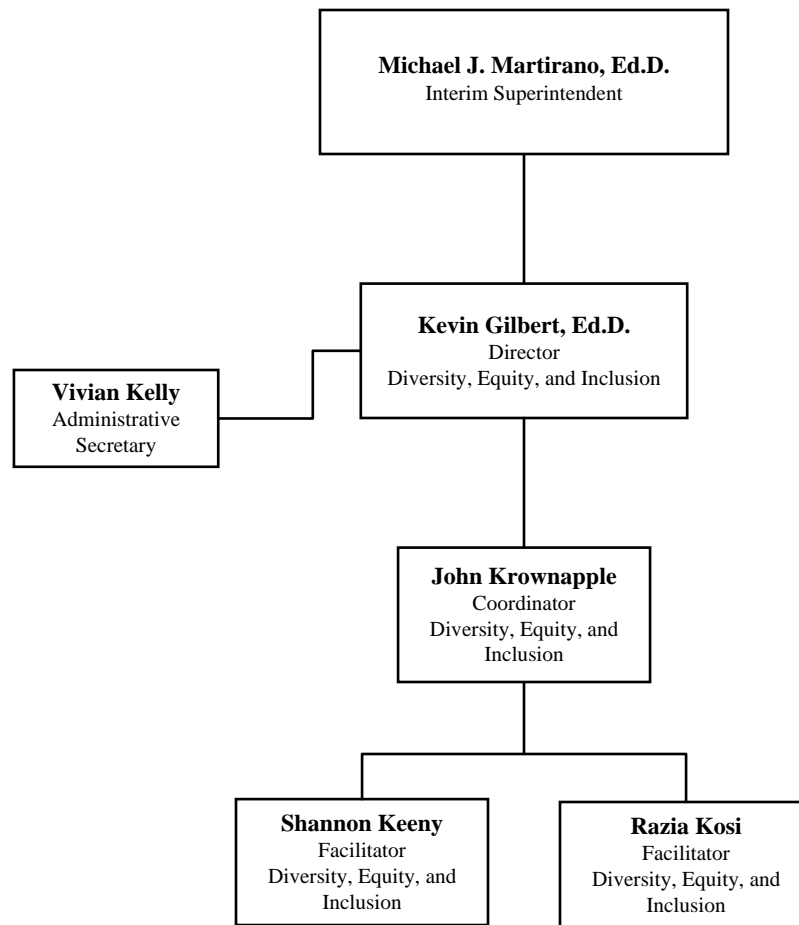 Michael J. Martirano, Ed.D.
Interim Superintendent
Kevin Gilbert, Ed.D.
Director
Diversity, Equity, and Inclusion
Vivian Kelly
Administrative
Secretary
John Krownapple
Coordinator
Diversity, Equity, and
Inclusion
Shannon Keeny
Facilitator
Diversity, Equity, and
Inclusion
Razia Kosi
Facilitator
Diversity, Equity, and
Inclusion